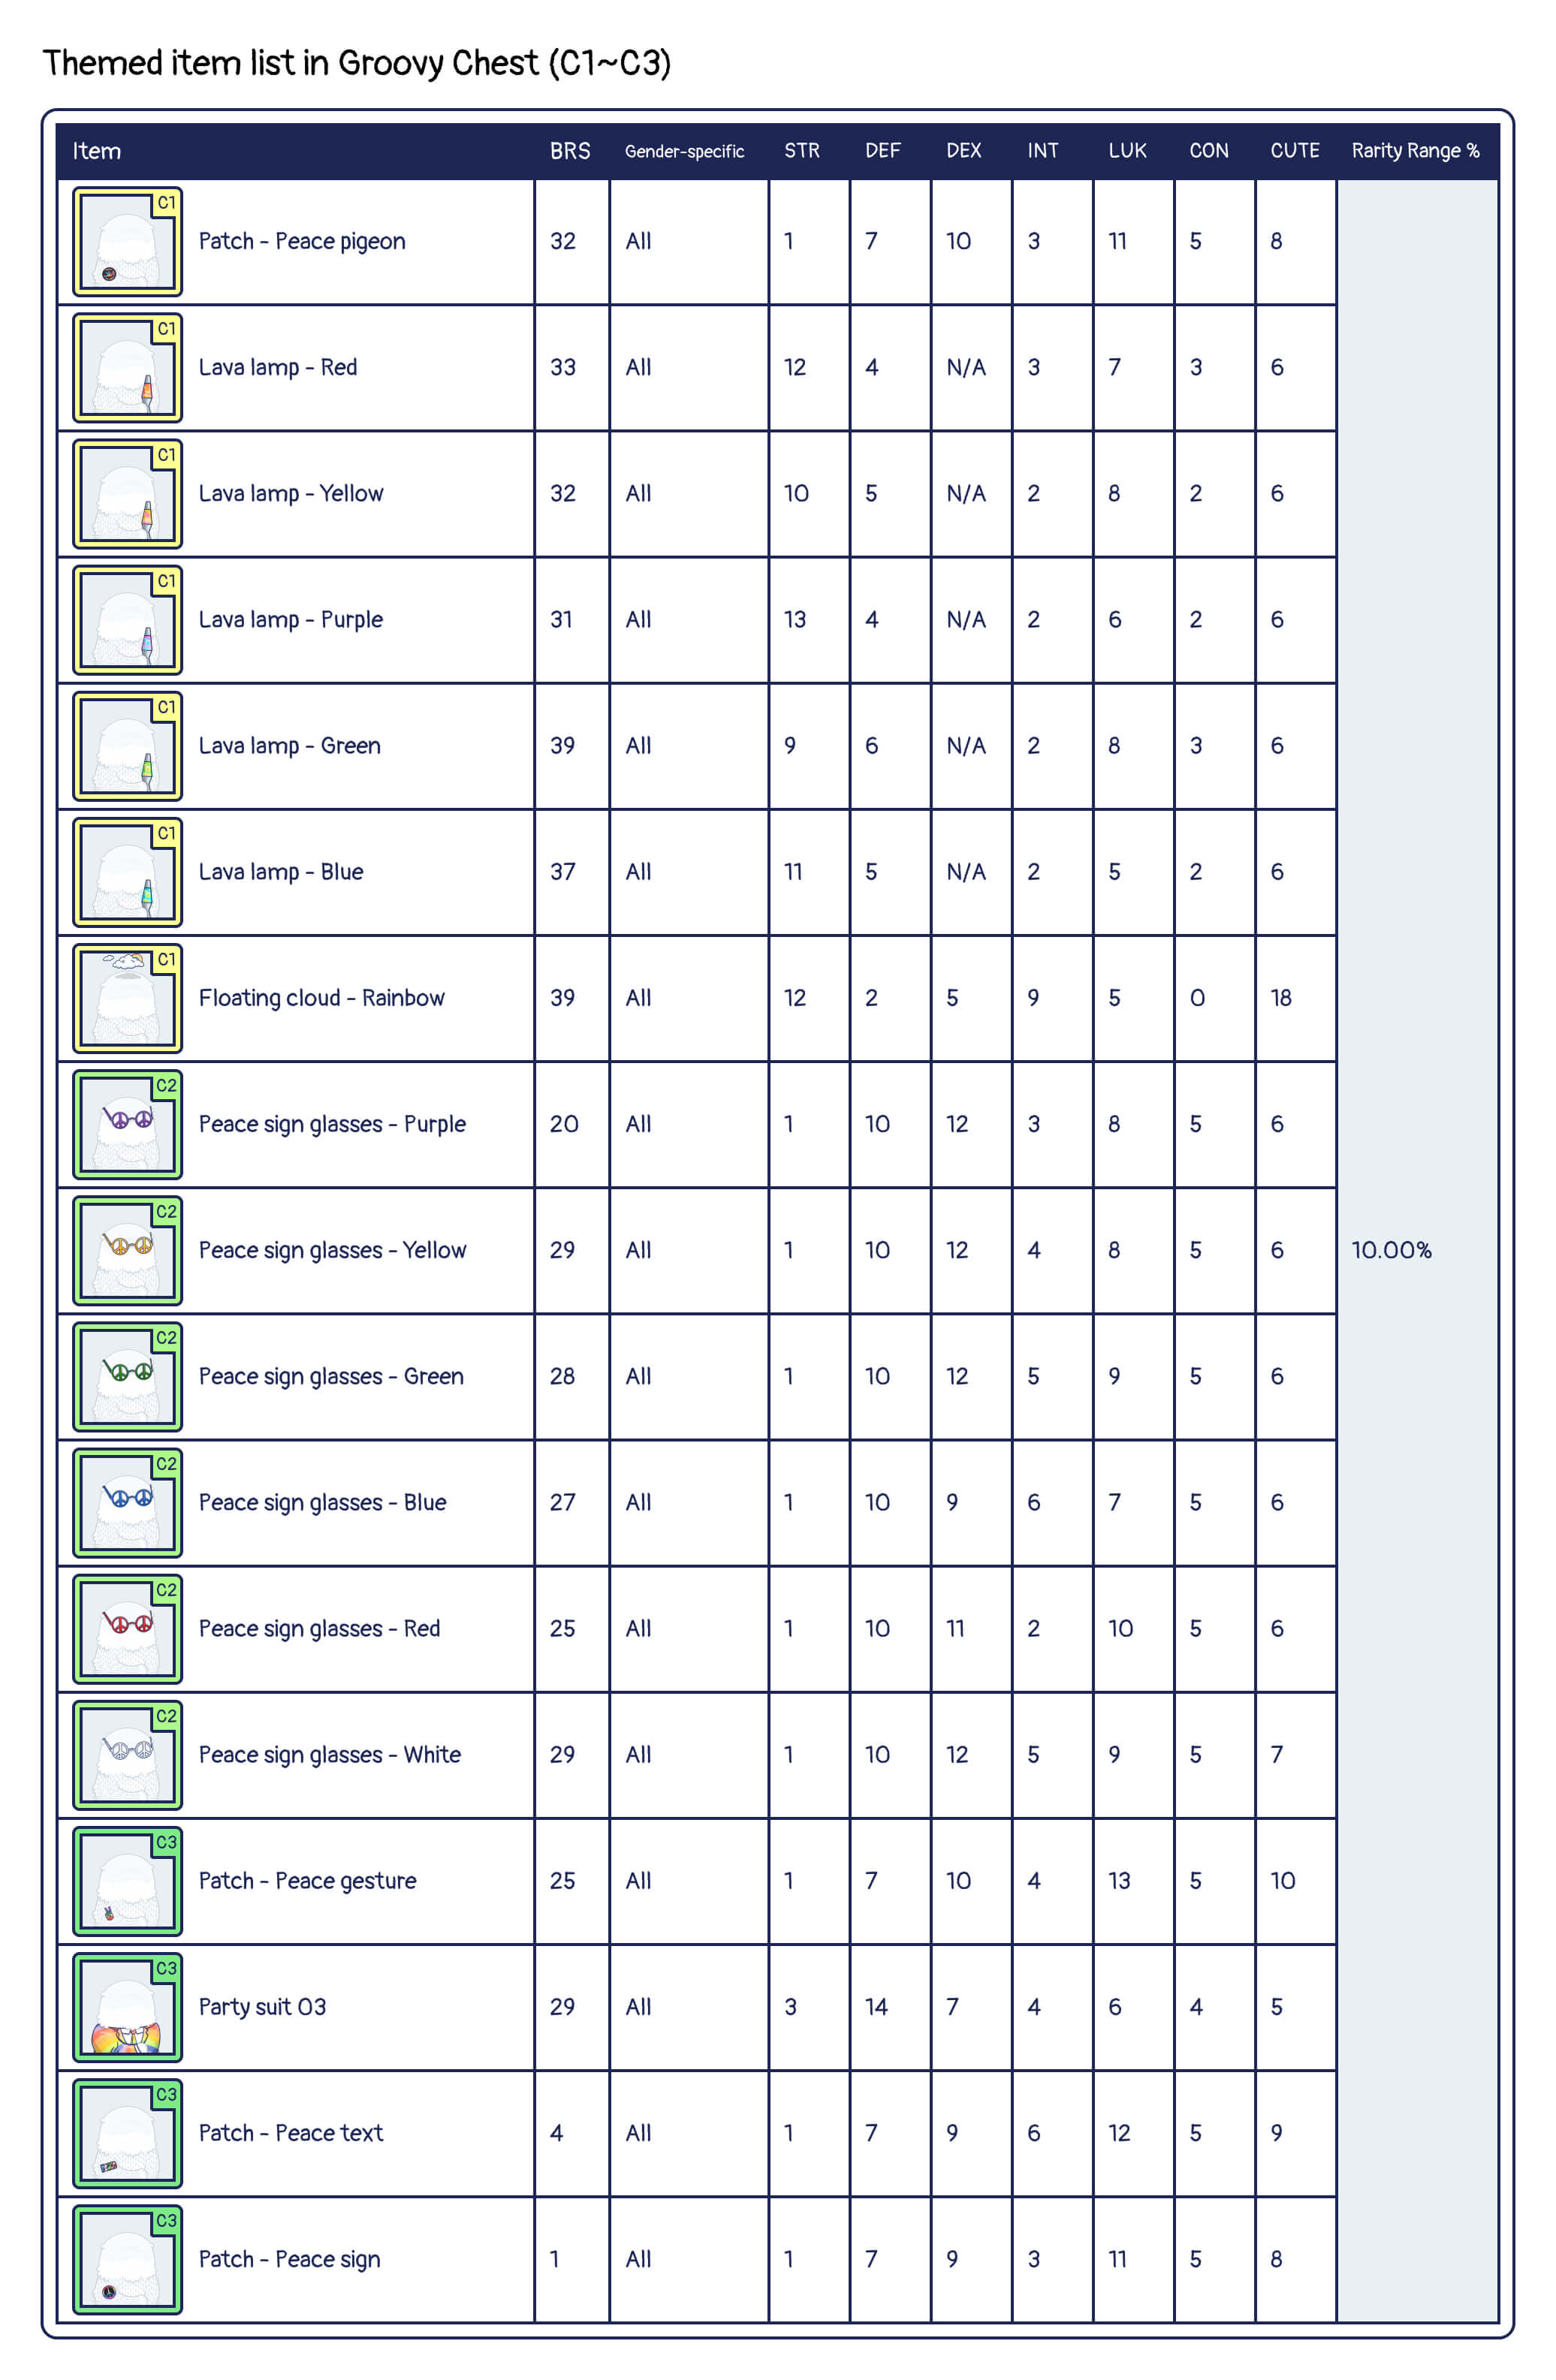 Themed item list in Groovy Chest (C1~C3)
Item BRS Gender-specific STR DEF DEX INT LUK CON CUTE Rarity Range %
C1 Patch - Peace pigeon 32 All 1 7 10 3 11 5 8
C1 Lava lamp - Red 33 All 12 4 N/A 3 7 3 6
C1 Lava lamp - Yellow 32 All 10 5 N/A 2 8 2 6
C1 Lava lamp - Purple 31 All 13 4 N/A 2 6 2 6
C1 Lava lamp - Green 39 All 9 6 N/A 2 8 3 6
C1 Lava lamp - Blue 37 All 11 5 N/A 2 5 2 6
C1 Floating cloud - Rainbow 39 All 12 2 5 9 5 0 18
C2 Peace sign glasses - Purple 20 All 1 10 12 3 8 5 6
C2 Peace sign glasses - Yellow 29 All 1 10 12 4 8 5 6 10.00%
C2 Peace sign glasses - Green 28 All 1 10 12 5 9 5 6
C2 Peace sign glasses - Blue 27 All 1 10 9 6 7 5 6
C2 Peace sign glasses - Red 25 All 1 10 11 2 10 5 6
C2 Peace sign glasses - White 29 All 1 10 12 5 9 5 7
C3 Patch - Peace gesture 25 All 1 7 10 4 13 5 10
C3 Party suit 03 29 All 3 14 7 4 6 4 5
C3 Patch - Peace text 4 All 1 7 9 6 12 5 9
C3 Patch - Peace sign 1 All 1 7 9 3 11 5 8